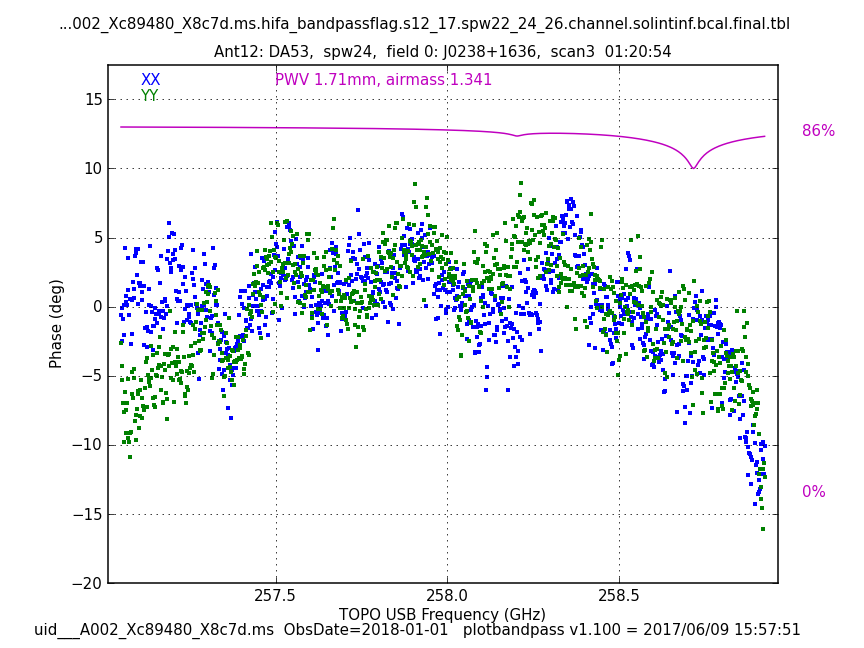 ...002_Xc89480_X8c7d.ms.hifa_bandpassflag.s12_17.spw22_24_26.channel.solintinf.bcal.final.tbl
Ant12: DA53,  spw24,  field 0: J0238+1636,  scan3  01:20:54
XX
YY
PWV 1.71mm, airmass 1.341
86%
0%
15
10
5
0
−5
−10
−15
−20
Phase (deg)
257.5
258.0
258.5
TOPO USB Frequency (GHz)
uid___A002_Xc89480_X8c7d.ms  ObsDate=2018-01-01   plotbandpass v1.100 = 2017/06/09 15:57:51